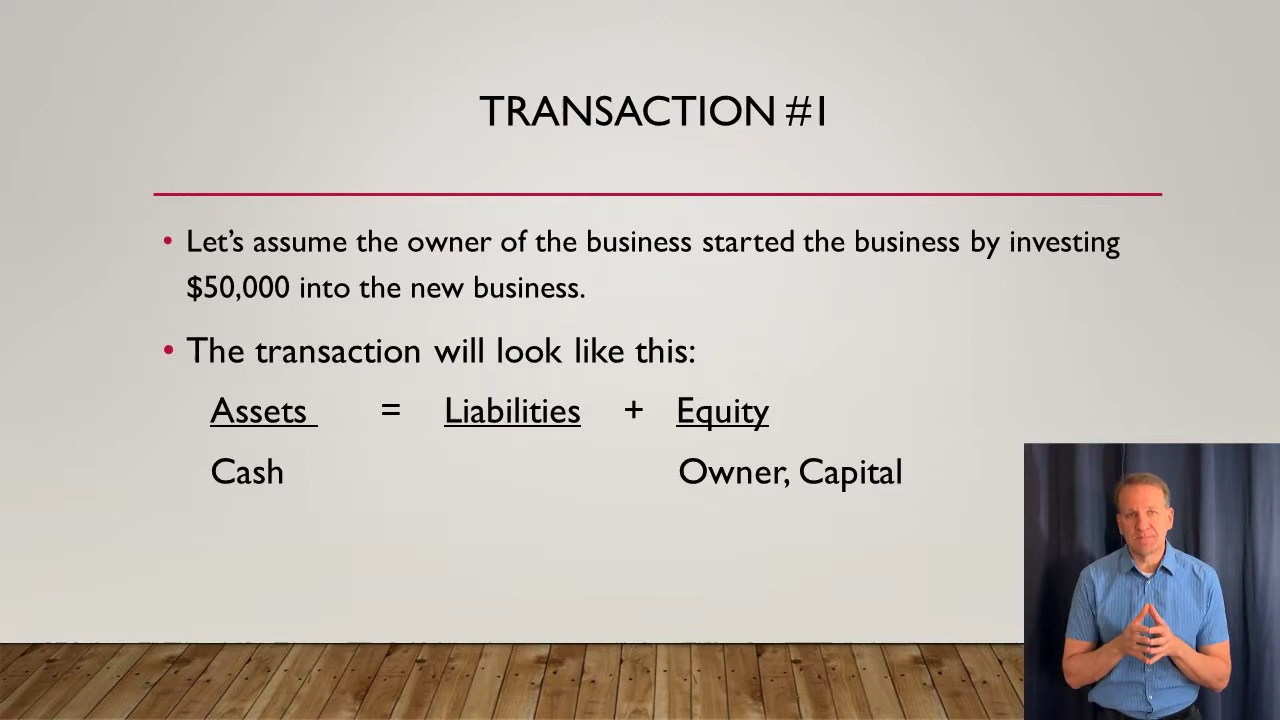 TRANSACTION #1
• Let's assume the owner of the business started the business by investing
$50,000 into the new business.
• The transaction will look like this:
Assets = Liabilities + Equity
Cash Owner, Capital